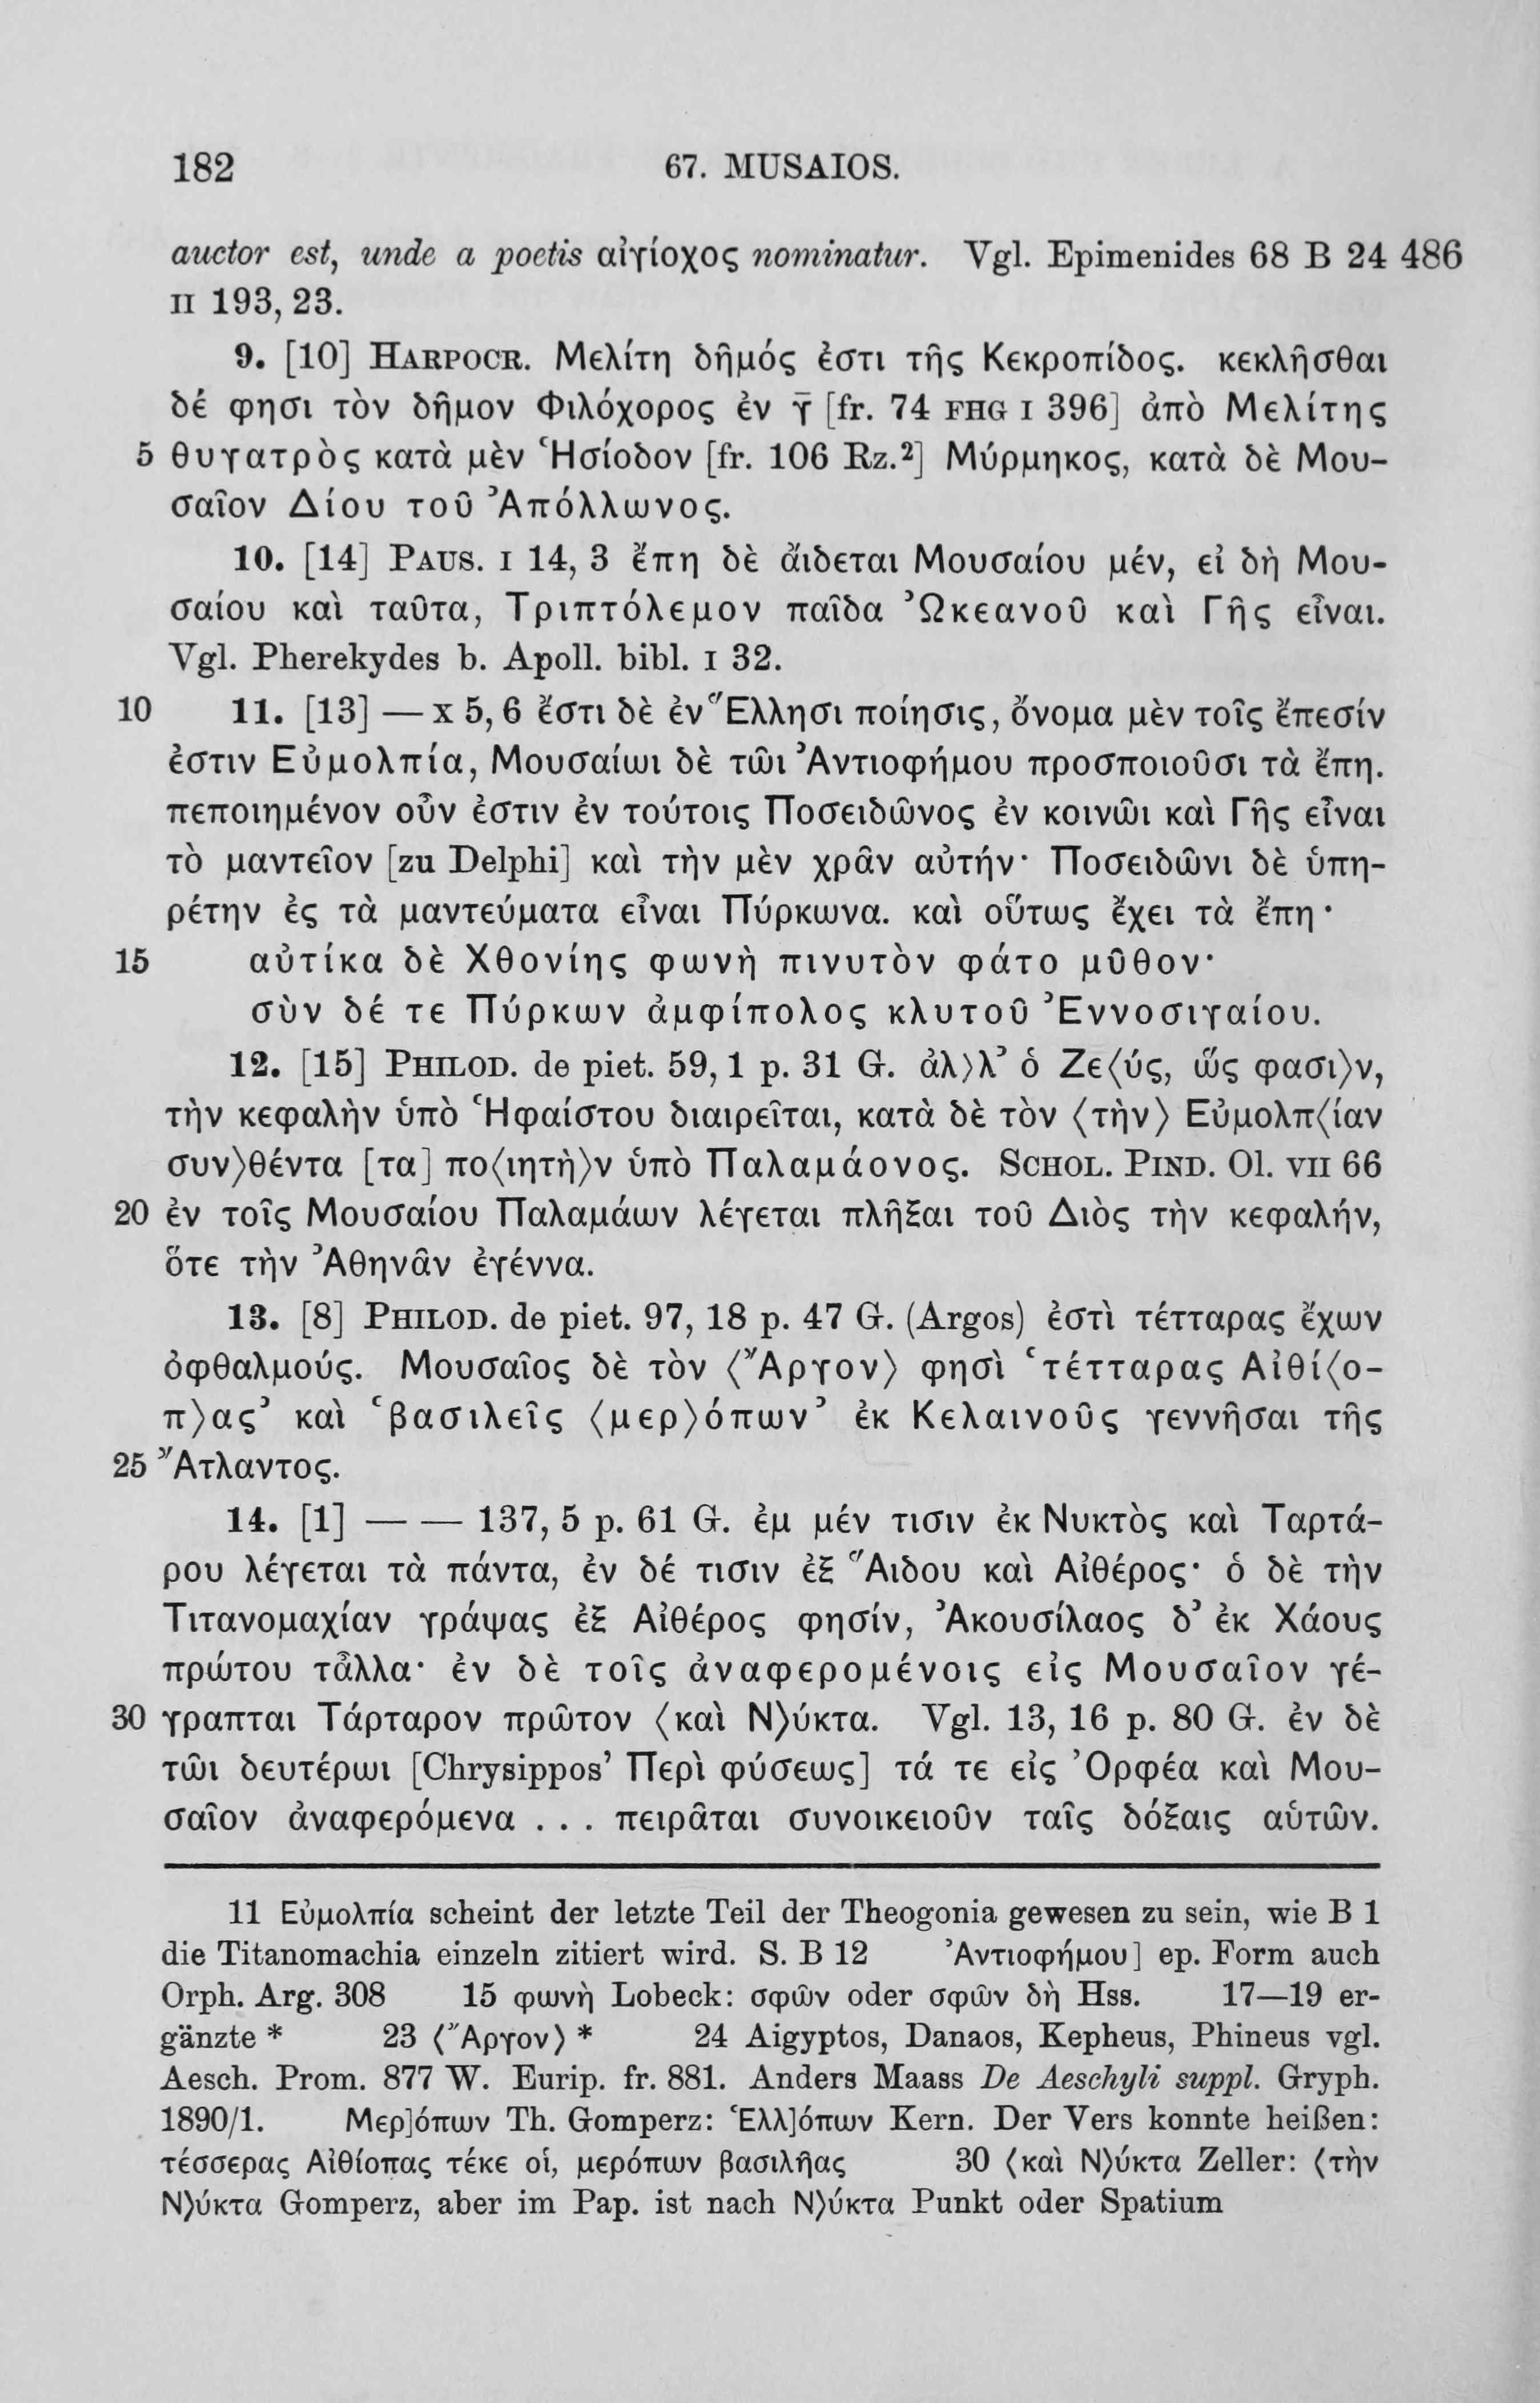 182 67. MUSAIOS.
auctor est, unde a poetis αἰγίοχος nominatur. Vgl. Epimenides 68 B 24 486
II 193, 23.
9. [10] HARPOCR. Μελίτη δῆμός ἐστι τῆς Κεκροπίδος. κεκλῆσθαι
δέ φησι τὸν δῆμον Φιλόχορος ἐν γ̄ [fr. 74 FHG I 396] ἀπὸ Μελίτης
5 θυγατρὸς κατὰ μὲν Ἡσίοδον [fr. 106 Rz.²] Μύρμηκος, κατὰ δὲ Μου-
σαῖον Δίου τοῦ Ἀπόλλωνος.
10. [14] PAUS. I 14, 3 ἔπη δὲ ἄιδεται Μουσαίου μέν, εἰ δὴ Μου-
σαίου καὶ ταῦτα, Τριπτόλεμον παῖδα Ὠκεανοῦ καὶ Γῆς εἶναι.
Vgl. Pherekydes b. Apoll. bibl. I 32.
10 11. [13] — X 5, 6 ἔστι δὲ ἐν Ἕλλησι ποίησις, ὄνομα μὲν τοῖς ἔπεσίν
ἐστιν Εὐμολπία, Μουσαίωι δὲ τῶι Ἀντιοφήμου προσποιοῦσι τὰ ἔπη.
πεποιημένον οὖν ἐστιν ἐν τούτοις Ποσειδῶνος ἐν κοινῶι καὶ Γῆς εἶναι
τὸ μαντεῖον [zu Delphi] καὶ τὴν μὲν χρᾶν αὐτήν· Ποσειδῶνι δὲ ὑπη-
ρέτην ἐς τὰ μαντεύματα εἶναι Πύρκωνα. καὶ οὕτως ἔχει τὰ ἔπη·
15 αὐτίκα δὲ Χθονίης φωνὴ πινυτὸν φάτο μῦθον·
σὺν δέ τε Πύρκων ἀμφίπολος κλυτοῦ Ἐννοσιγαίου.
12. [15] PHILOD. de piet. 59, 1 p. 31 G. ἀλ⟩λ’ ὁ Ζε⟨ύς, ὥς φασι⟩ν,
τὴν κεφαλὴν ὑπὸ Ἡφαίστου διαιρεῖται, κατὰ δὲ τὸν ⟨τὴν⟩ Εὐμολπ⟨ίαν
συν⟩θέντα [τα] πο⟨ιητὴ⟩ν ὑπὸ Παλαμάονος. SCHOL. PIND. Ol. VII 66
20 ἐν τοῖς Μουσαίου Παλαμάων λέγεται πλῆξαι τοῦ Διὸς τὴν κεφαλήν,
ὅτε τὴν Ἀθηνᾶν ἐγέννα.
13. [8] PHILOD. de piet. 97, 18 p. 47 G. (Argos) ἐστὶ τέτταρας ἔχων
ὀφθαλμούς. Μουσαῖος δὲ τὸν ⟨Ἄργον⟩ φησὶ ‘τέτταρας Αἰθί⟨ο-
π⟩ας’ καὶ ‘βασιλεῖς ⟨μερ⟩όπων’ ἐκ Κελαινοῦς γεννῆσαι τῆς
25 Ἄτλαντος.
14. [1] — — 137, 5 p. 61 G. ἐμ μέν τισιν ἐκ Νυκτὸς καὶ Ταρτά-
ρου λέγεται τὰ πάντα, ἐν δέ τισιν ἐξ Ἅιδου καὶ Αἰθέρος· ὁ δὲ τὴν
Τιτανομαχίαν γράψας ἐξ Αἰθέρος φησίν, Ἀκουσίλαος δ’ ἐκ Χάους
πρώτου τἆλλα· ἐν δὲ τοῖς ἀναφερομένοις εἰς Μουσαῖον γέ-
30 γραπται Τάρταρον πρῶτον ⟨καὶ Ν⟩ύκτα. Vgl. 13, 16 p. 80 G. ἐν δὲ
τῶι δευτέρωι [Chrysippos’ Περὶ φύσεως] τά τε εἰς Ὀρφέα καὶ Μου-
σαῖον ἀναφερόμενα . . . πειρᾶται συνοικειοῦν ταῖς δόξαις αὑτῶν.
11 Εὐμολπία scheint der letzte Teil der Theogonia gewesen zu sein, wie B 1
die Titanomachia einzeln zitiert wird. S. B 12 Ἀντιοφήμου] ep. Form auch
Orph. Arg. 308 15 φωνὴ Lobeck: σφῶν oder σφῶν δὴ Hss. 17—19 er-
gänzte * 23 ⟨Ἄργον⟩ * 24 Aigyptos, Danaos, Kepheus, Phineus vgl.
Aesch. Prom. 877 W. Eurip. fr. 881. Anders Maass De Aeschyli suppl. Gryph.
1890/1. Μερ]όπων Th. Gomperz: Ἑλλ]όπων Kern. Der Vers konnte heißen:
τέσσερας Αἰθίοπας τέκε οἱ, μερόπων βασιλῆας 30 ⟨καὶ Ν⟩ύκτα Zeller: ⟨τὴν
Ν⟩ύκτα Gomperz, aber im Pap. ist nach Ν⟩ύκτα Punkt oder Spatium